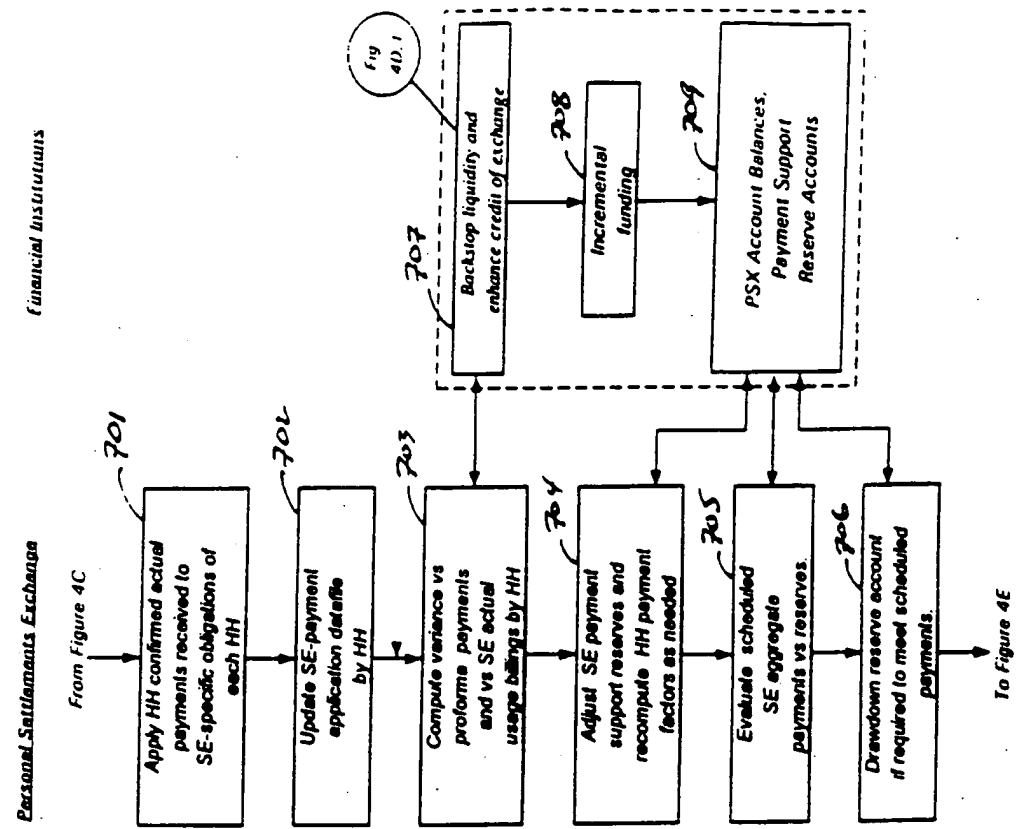 Personal Settlements Exchange
Financial Institutions
From Figure 4C
701
Apply HH confirmed actual
payments received to
SE-specific obligations of
each HH
702
Update SE-payment
application datafile
by HH
703
Compute variance vs
proforma payments
and vs SE actual
usage billings by HH
704
Adjust SE payment
support reserves and
recompute HH payment
factors as needed
705
Evaluate scheduled
SE aggregate
payments vs reserves.
706
Drawdown reserve account
if required to meet scheduled
payments.
To Figure 4E
Fig
4D.1
707
Backstop liquidity and
enhance credit of exchange
708
Incremental
funding
709
PSX Account Balances,
Payment Support
Reserve Accounts